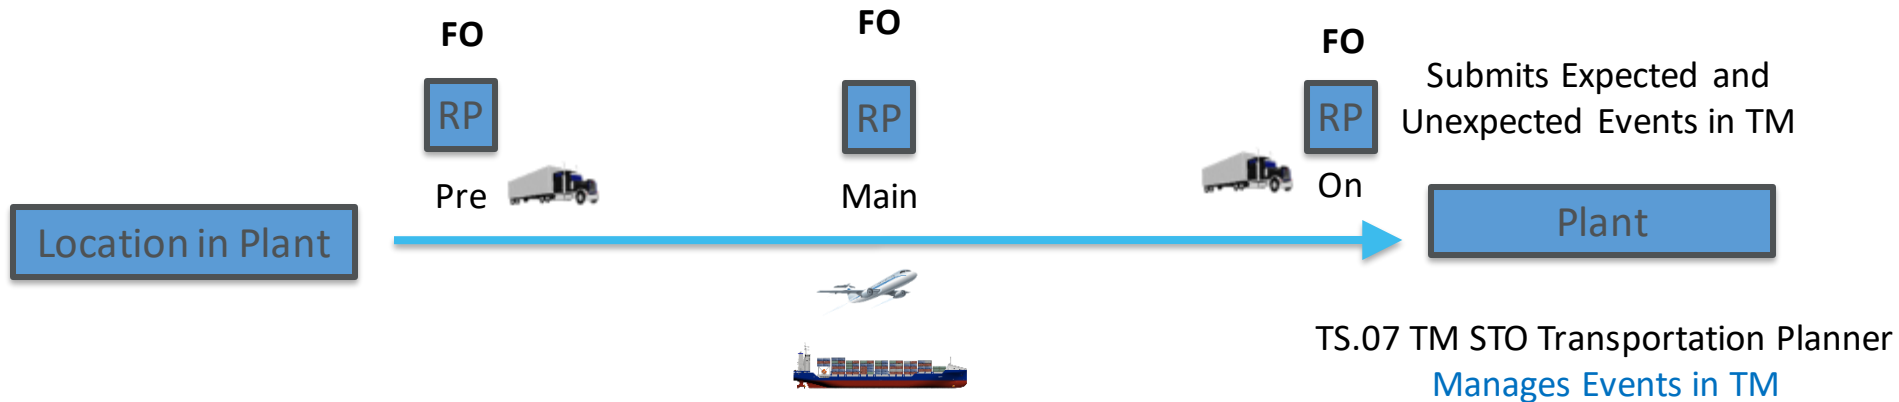 FO
FO
FO
RP
RP
RP
Submits Expected and
Unexpected Events in TM
Pre
Main
On
Location in Plant
Plant
TS.07 TM STO Transportation Planner
Manages Events in TM